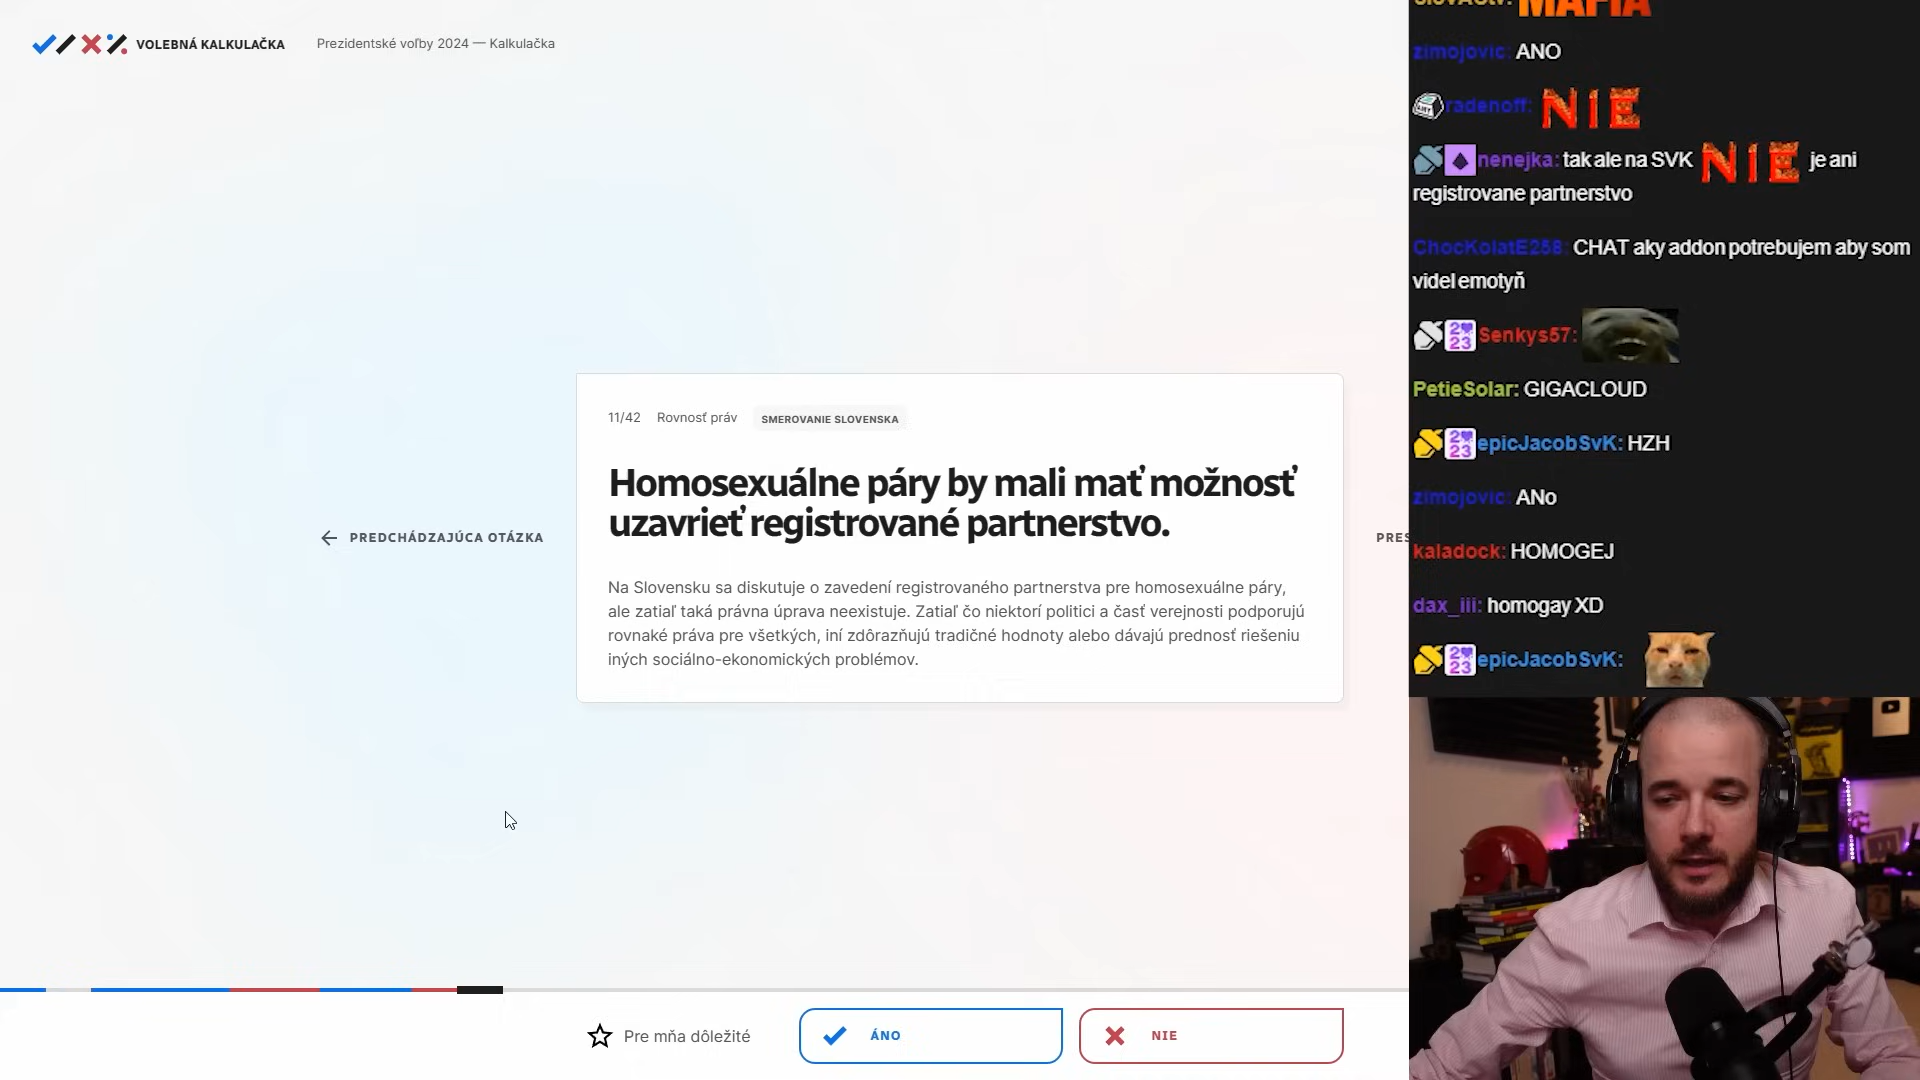 VOLEBNÁ KALKULAČKA
Prezidentské voľby 2024 — Kalkulačka
PREDCHÁDZAJÚCA OTÁZKA
11/42 Rovnosť práv SMEROVANIE SLOVENSKA
Homosexuálne páry by mali mať možnosť
uzavrieť registrované partnerstvo.
Na Slovensku sa diskutuje o zavedení registrovaného partnerstva pre homosexuálne páry,
ale zatiaľ taká právna úprava neexistuje. Zatiaľ čo niektorí politici a časť verejnosti podporujú
rovnaké práva pre všetkých, iní zdôrazňujú tradičné hodnoty alebo dávajú prednosť riešeniu
iných sociálno-ekonomických problémov.
PRES
Pre mňa dôležité
ÁNO
NIE
MAFIA
zimojovic: ANO
radenoff: NIE
nenejka: tak ale na SVK NIE je ani
registrovane partnerstvo
ChocKolatE258: CHAT aky addon potrebujem aby som
videl emotyň
Senkys57:
PetieSolar: GIGACLOUD
epicJacobSvK: HZH
zimojovic: ANo
kaladock: HOMOGEJ
dax_iii: homogay XD
epicJacobSvK: